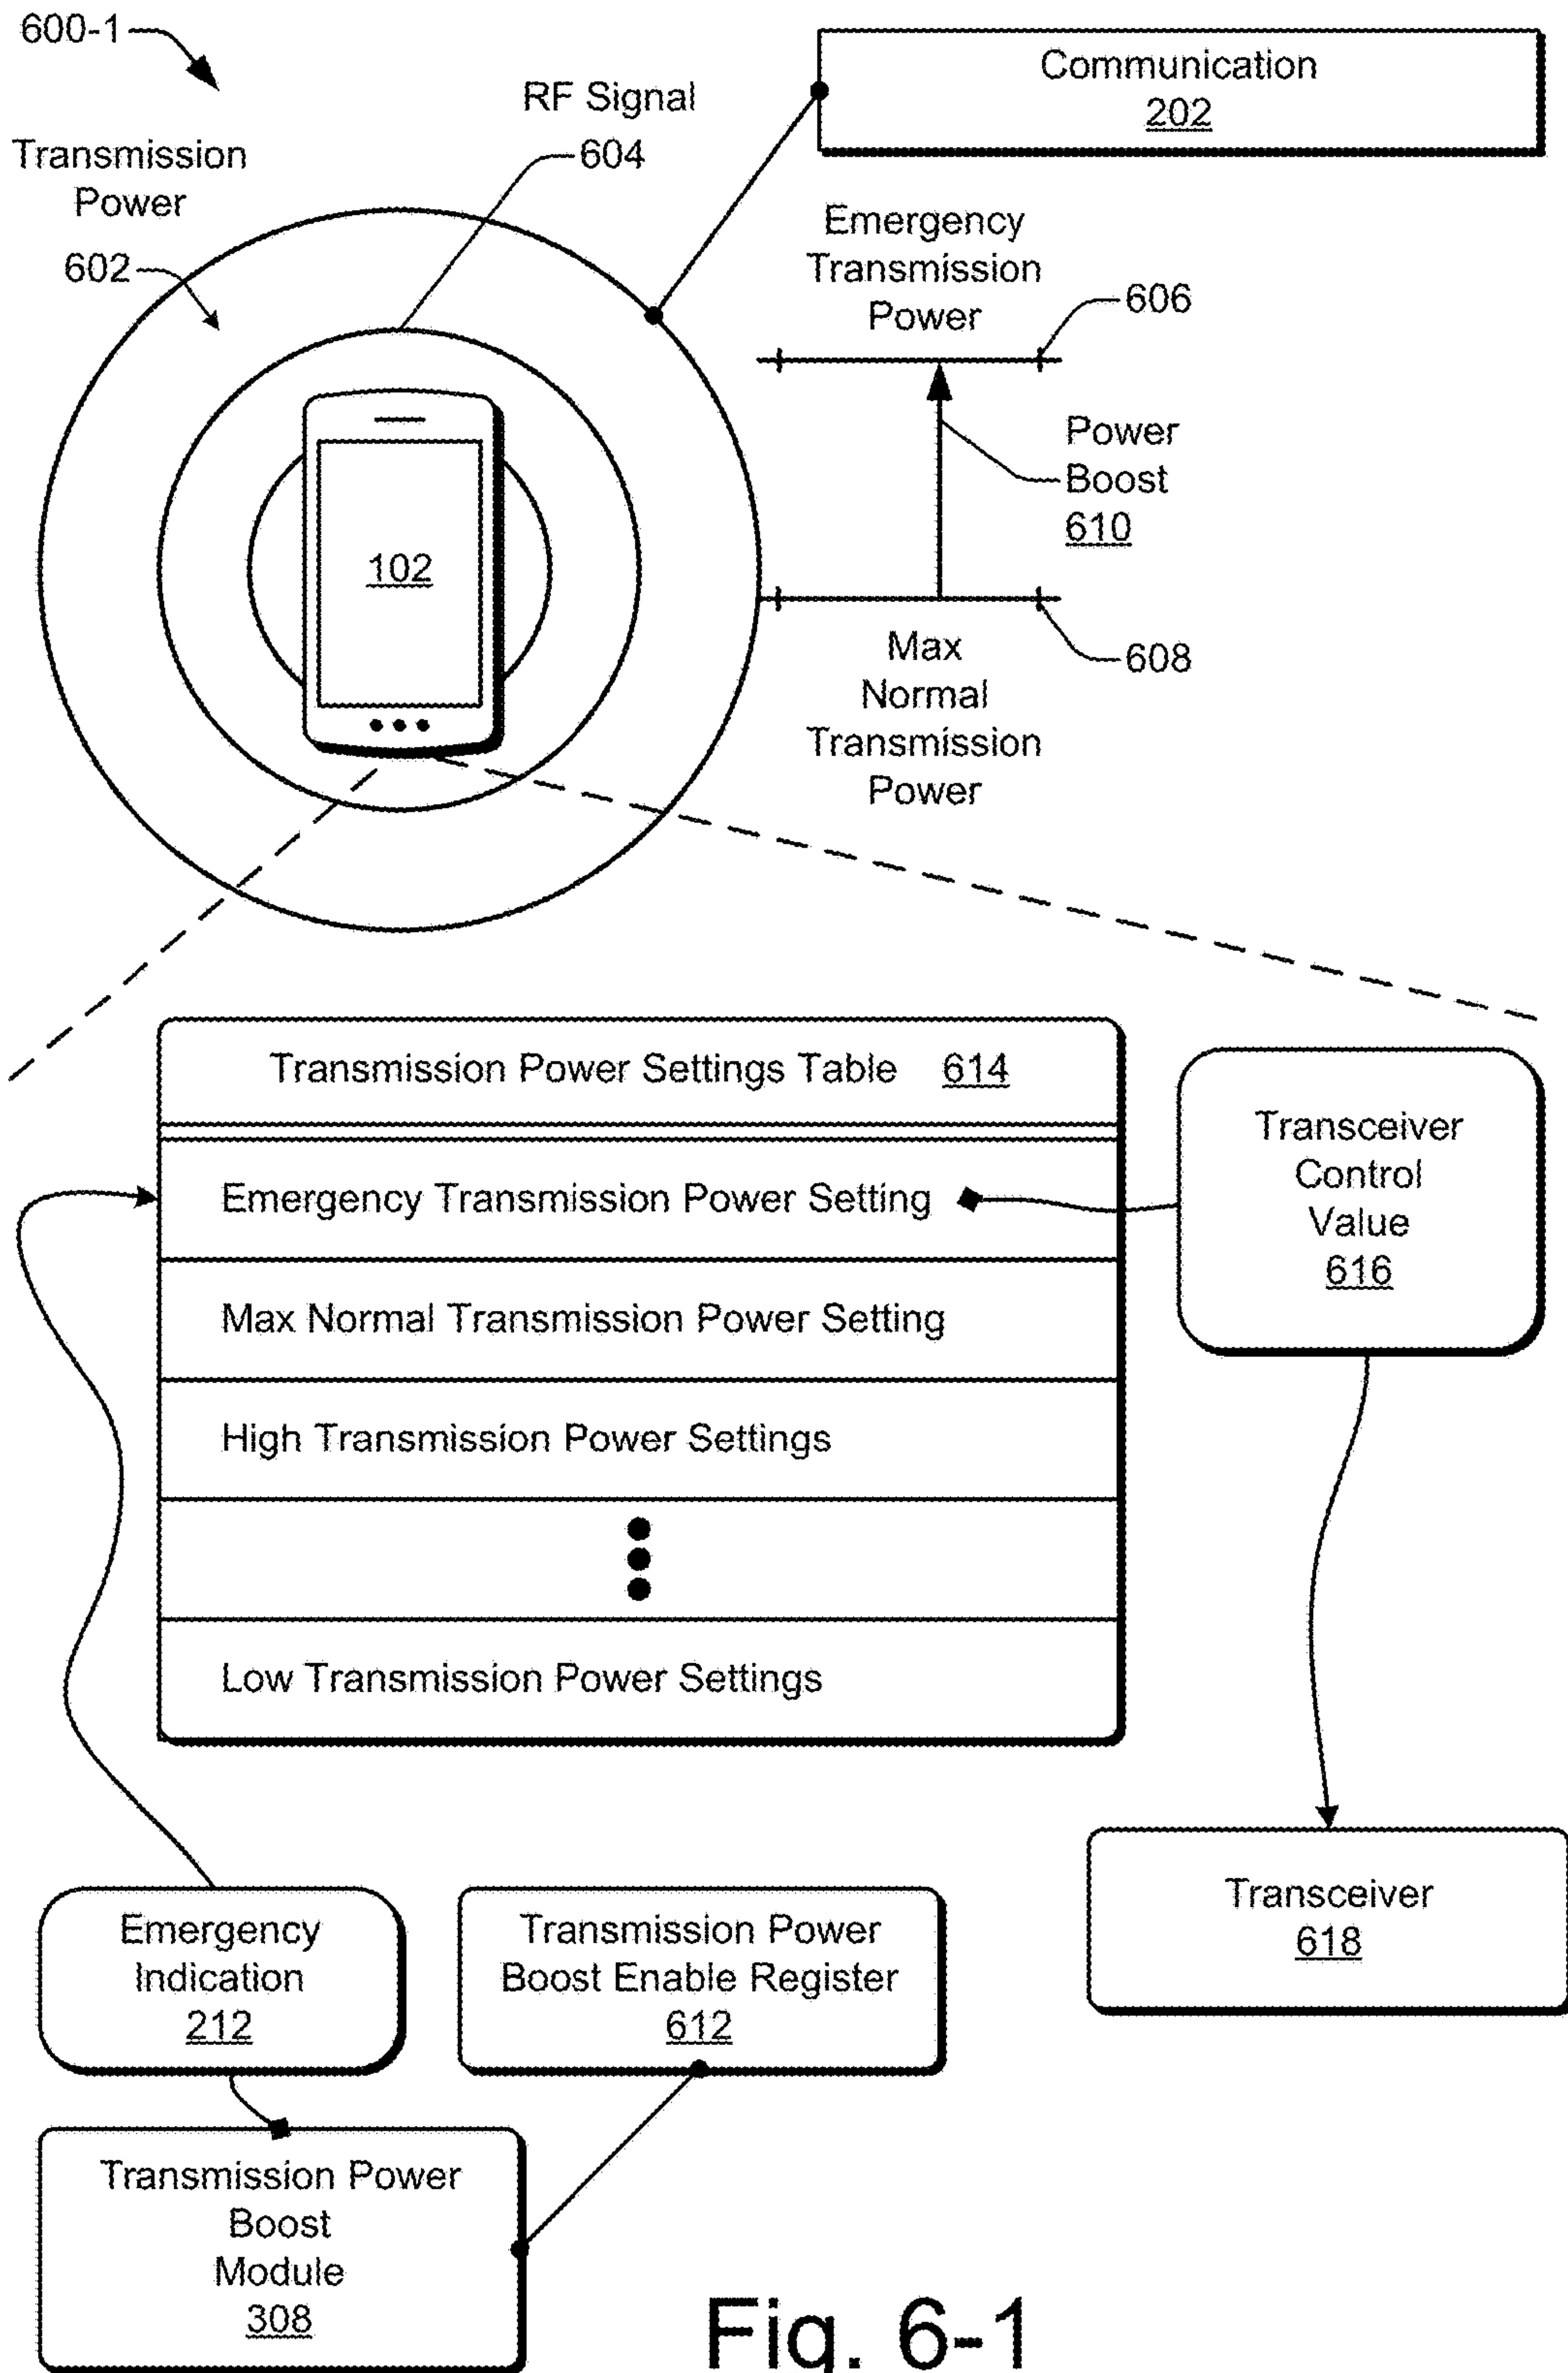 600-1
Communication
202
RF Signal
604
Transmission
Power
602
Emergency
Transmission
Power
606
Power
Boost
610
102
608
Max
Normal
Transmission
Power
Transmission Power Settings Table 614
Emergency Transmission Power Setting
Max Normal Transmission Power Setting
High Transmission Power Settings
Low Transmission Power Settings
Transceiver
Control
Value
616
Transceiver
618
Emergency
Indication
212
Transmission Power
Boost Enable Register
612
Transmission Power
Boost
Module
308
Fig. 6-1